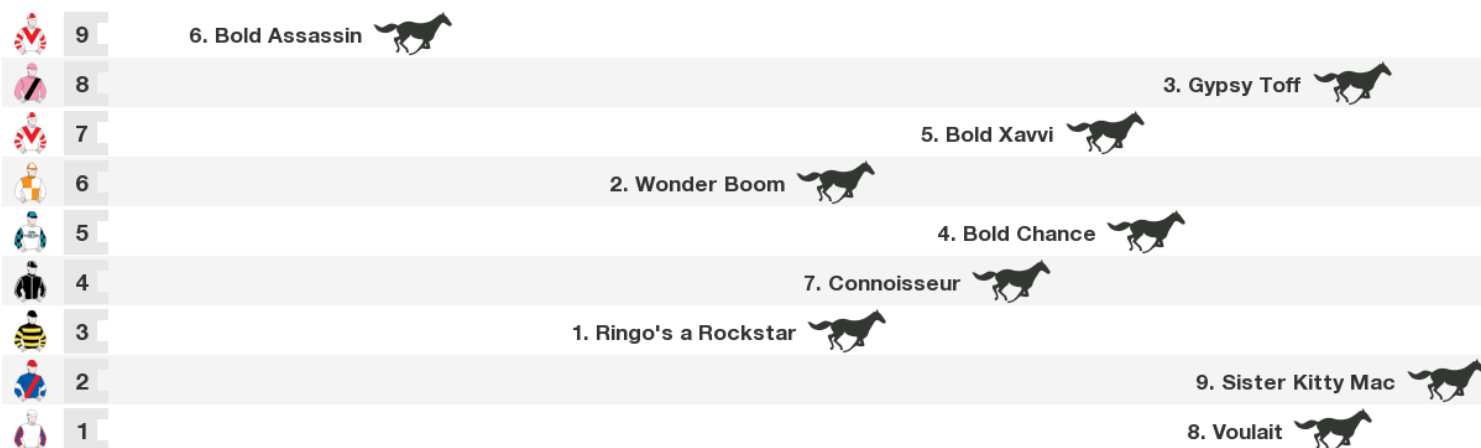 9 6. Bold Assassin
8 3. Gypsy Toff
7 5. Bold Xavvi
6 2. Wonder Boom
5 4. Bold Chance
4 7. Connoisseur
3 1. Ringo's a Rockstar
2 9. Sister Kitty Mac
1 8. Voulait